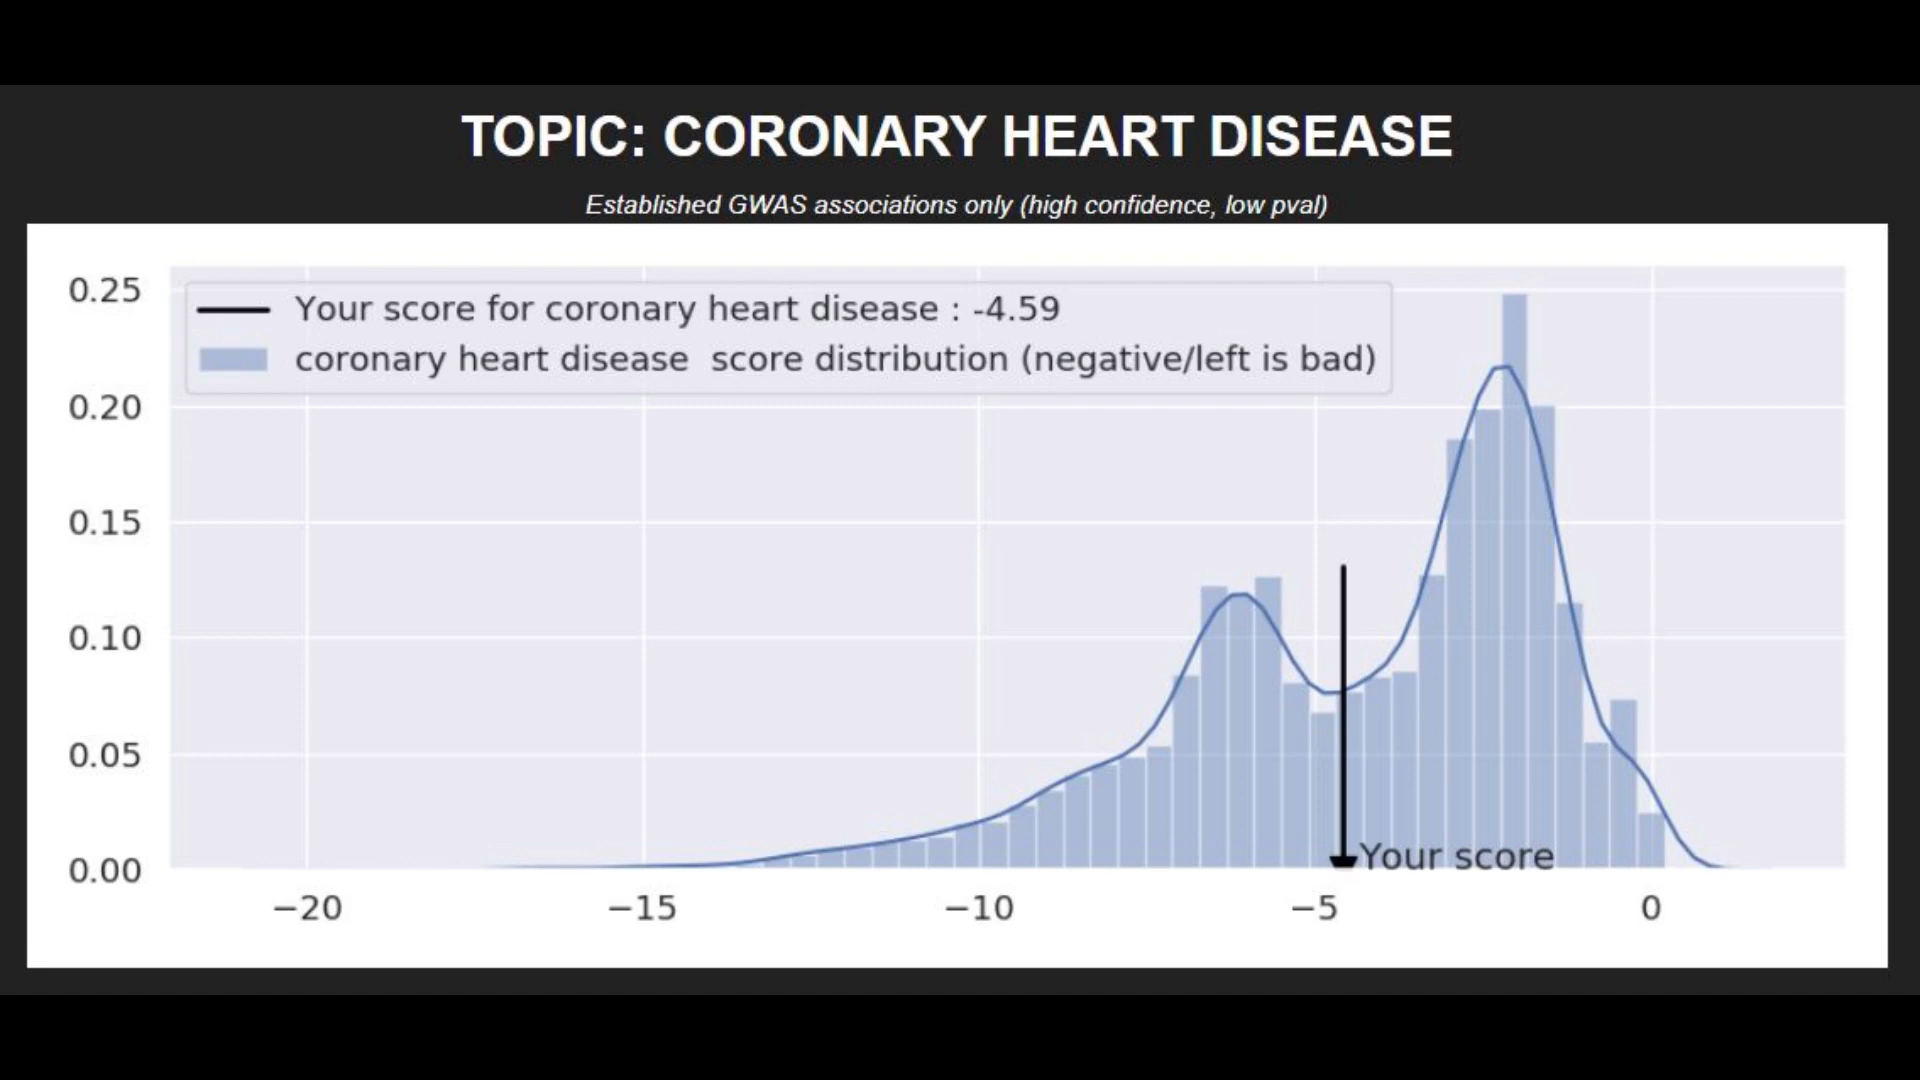 TOPIC: CORONARY HEART DISEASE
Established GWAS associations only (high confidence, low pval)
0.25
0.20
0.15
0.10
0.05
0.00
Your score for coronary heart disease : -4.59
coronary heart disease  score distribution (negative/left is bad)
Your score
−20 −15 −10 −5 0